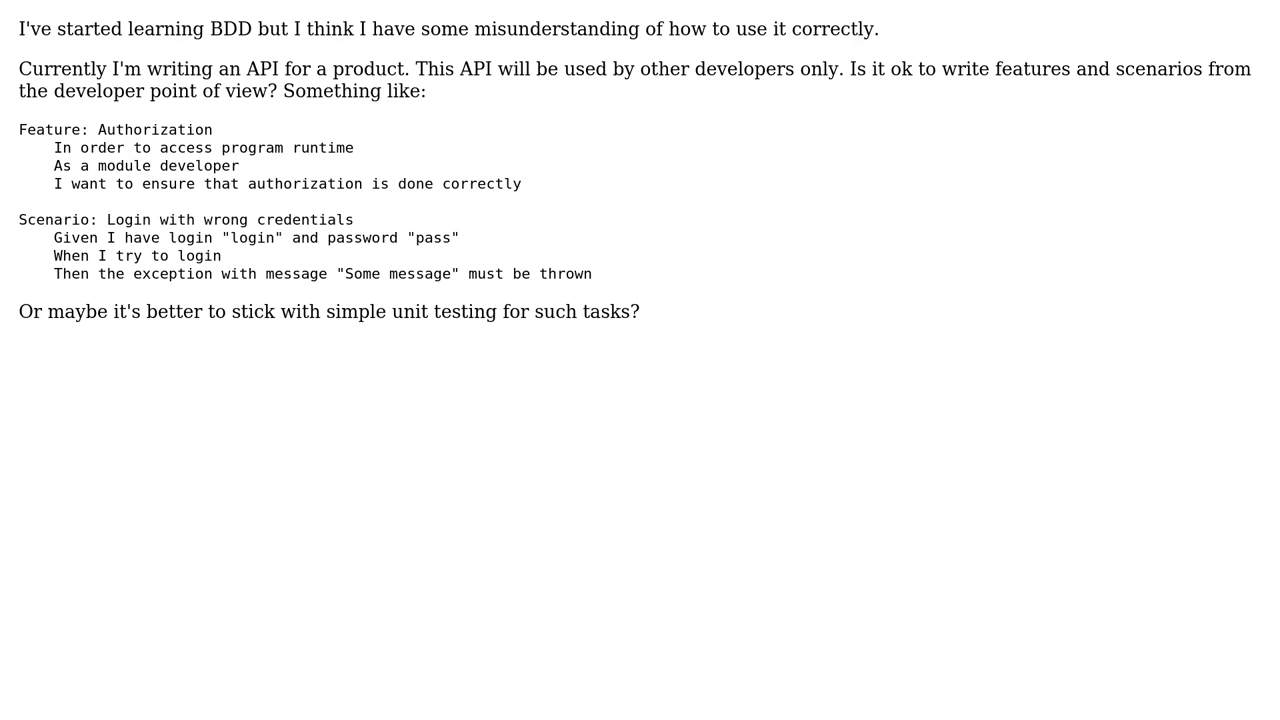 I've started learning BDD but I think I have some misunderstanding of how to use it correctly.
Currently I'm writing an API for a product. This API will be used by other developers only. Is it ok to write features and scenarios from
the developer point of view? Something like:
Feature: Authorization
    In order to access program runtime
    As a module developer
    I want to ensure that authorization is done correctly
Scenario: Login with wrong credentials
    Given I have login "login" and password "pass"
    When I try to login
    Then the exception with message "Some message" must be thrown
Or maybe it's better to stick with simple unit testing for such tasks?